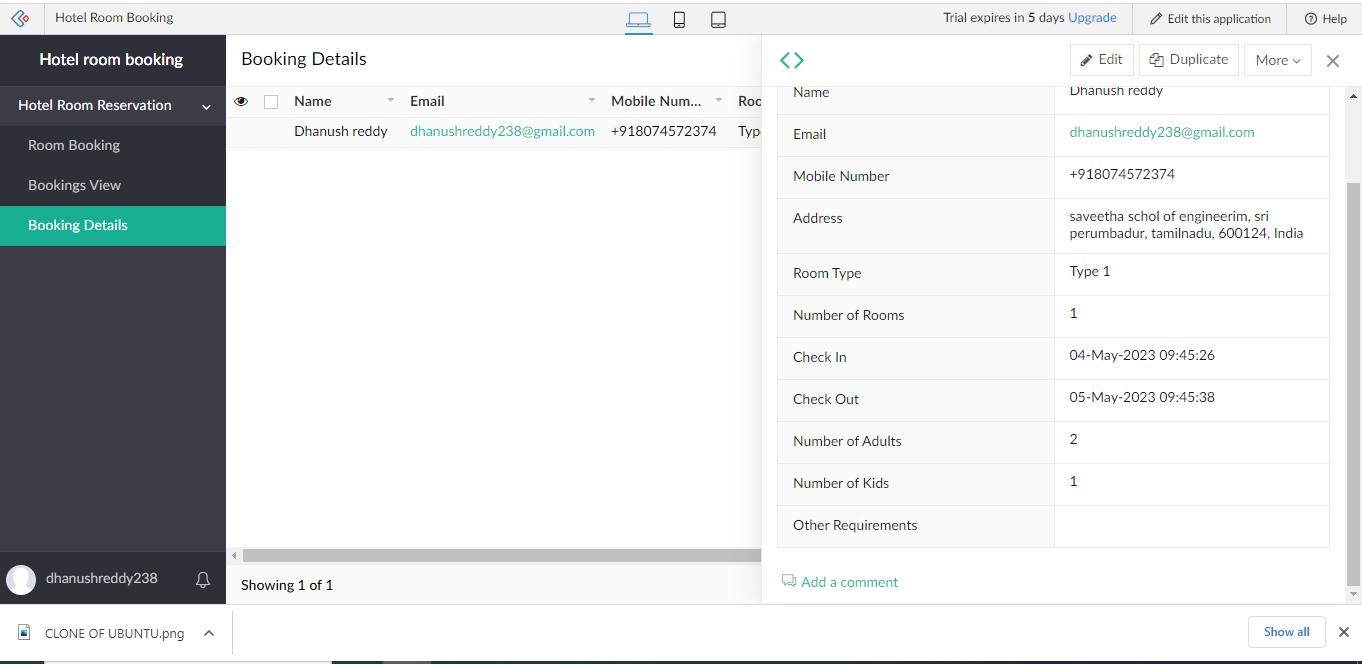 Hotel Room Booking
Trial expires in 5 days Upgrade
Edit this application
Help
Hotel room booking
Hotel Room Reservation
Room Booking
Bookings View
Booking Details
dhanushreddy238
Booking Details
Name Email Mobile Num... Roo
Dhanush reddy dhanushreddy238@gmail.com +918074572374 Typ
Showing 1 of 1
Edit Duplicate More
Name Dhanush reddy
Email dhanushreddy238@gmail.com
Mobile Number +918074572374
Address saveetha schol of engineerim, sri
perumbadur, tamilnadu, 600124, India
Room Type Type 1
Number of Rooms 1
Check In 04-May-2023 09:45:26
Check Out 05-May-2023 09:45:38
Number of Adults 2
Number of Kids 1
Other Requirements
Add a comment
CLONE OF UBUNTU.png
Show all